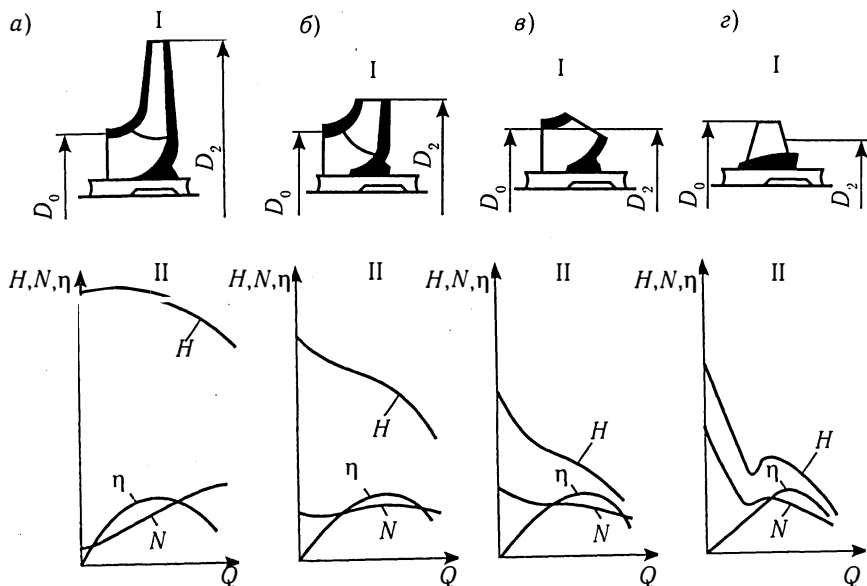 а) I б) I в) I г) I
D₀ D₂ D₀ D₂ D₀ D₂ D₀ D₂
H,N,η II H,N,η II H,N,η II H,N,η II
H H H H
η η η η
N N N N
Q Q Q Q